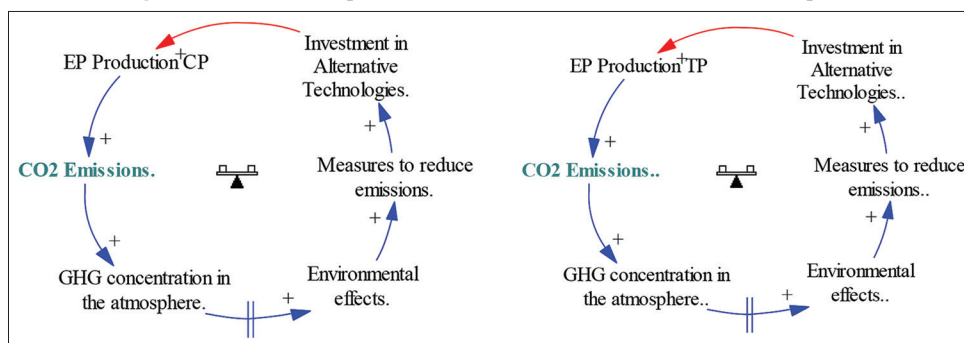 EP Production+CP
Investment in
Alternative
Technologies.
+
+
CO2 Emissions.
Measures to reduce
emissions.
+
+
GHG concentration in
the atmosphere.
+
Environmental
effects.
EP Production+TP
Investment in
Alternative
Technologies..
+
+
CO2 Emissions..
Measures to reduce
emissions..
+
+
GHG concentration in
the atmosphere..
+
Environmental
effects..